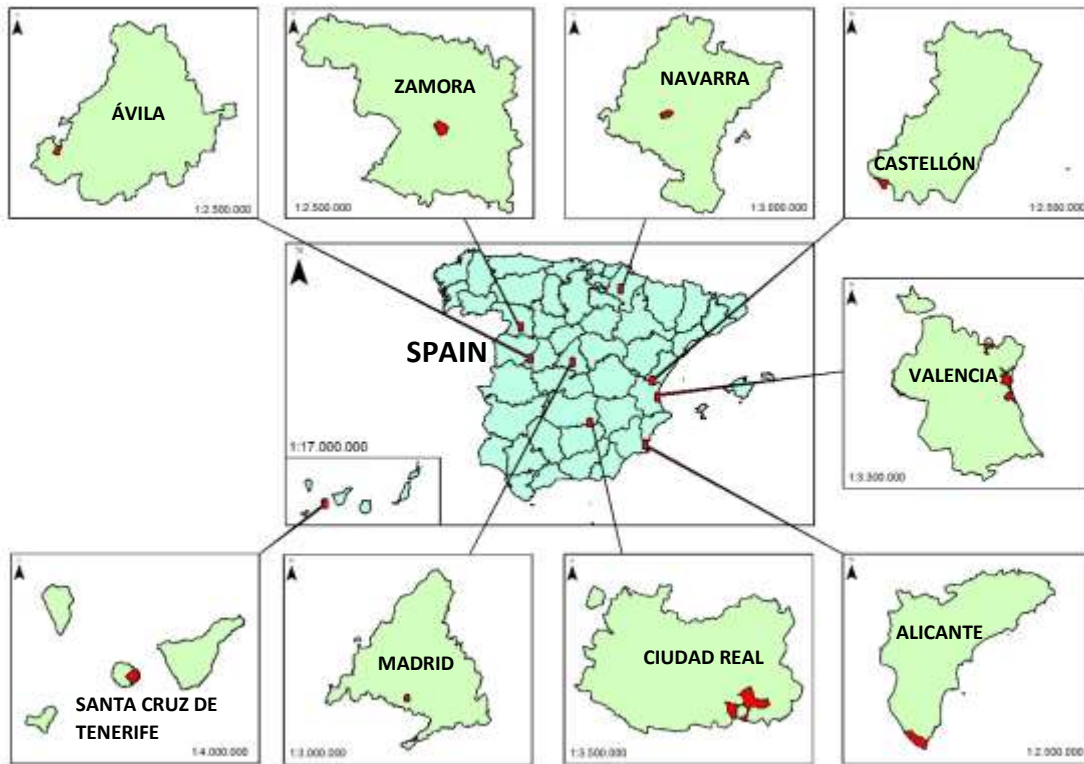 ÁVILA
1:2.500.000
ZAMORA
1:2.500.000
NAVARRA
1:3.000.000
CASTELLÓN
1:2.500.000
SPAIN
1:17.000.000
VALENCIA
1:3.500.000
SANTA CRUZ DE
TENERIFE
1:4.000.000
MADRID
1:3.000.000
CIUDAD REAL
1:3.500.000
ALICANTE
1:2.500.000